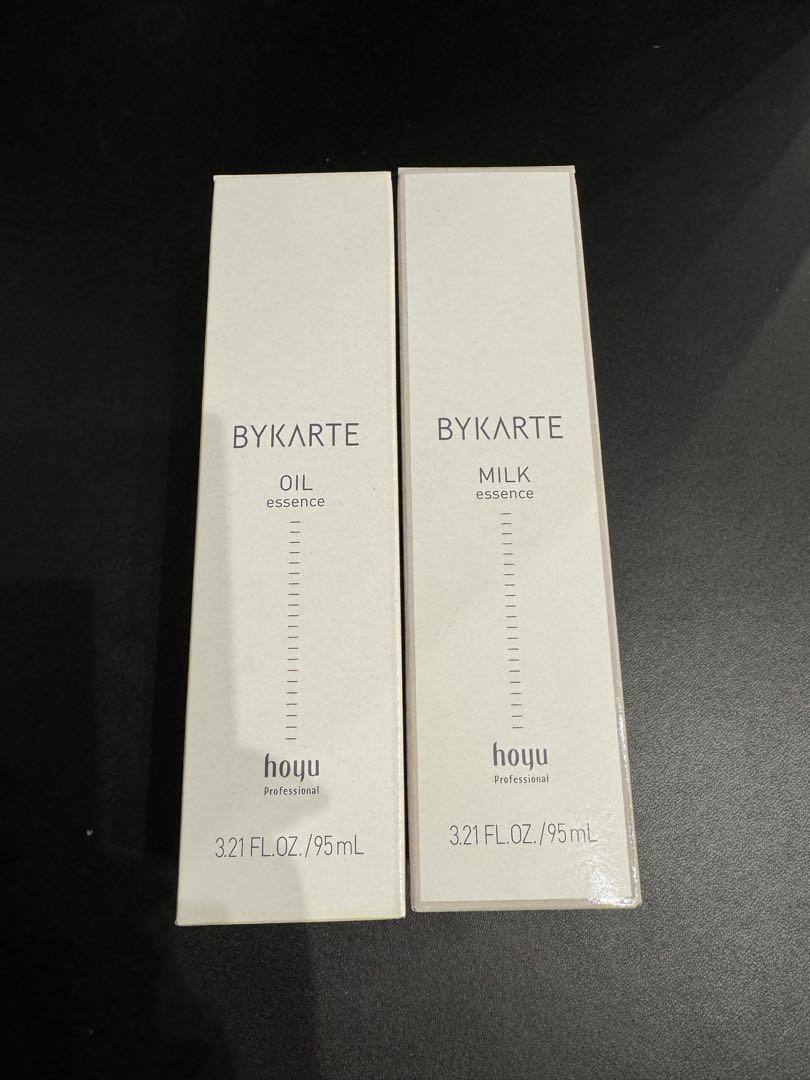 BYKARTE
OIL
essence
hoyu
Professional
3.21 FL.OZ./95mL
BYKARTE
MILK
essence
hoyu
Professional
3.21 FL.OZ./95mL